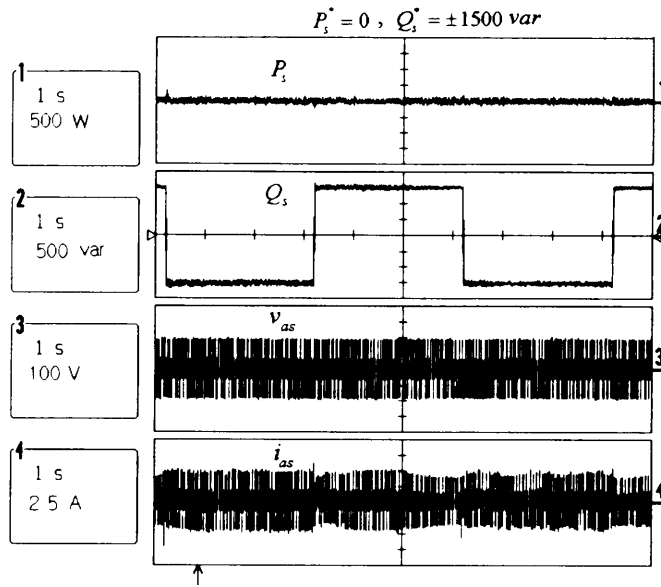 P_s^* = 0 , Q_s^* = ±1500 var
1
1 s
500 W
P_s
2
1 s
500 var
Q_s
2
3
1 s
100 V
v_as
3
4
1 s
25 A
i_as
4